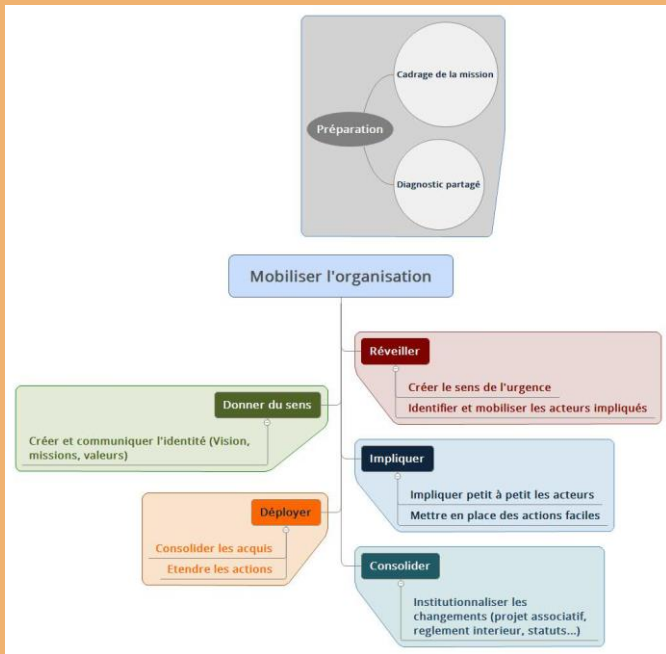 Cadrage de la mission
Préparation
Diagnostic partagé
Mobiliser l'organisation
Réveiller
Créer le sens de l'urgence
Identifier et mobiliser les acteurs impliqués
Donner du sens
Créer et communiquer l'identité (Vision,
missions, valeurs)
Impliquer
Impliquer petit à petit les acteurs
Mettre en place des actions faciles
Déployer
Consolider les acquis
Etendre les actions
Consolider
Institutionnaliser les
changements (projet associatif,
reglement interieur, statuts...)